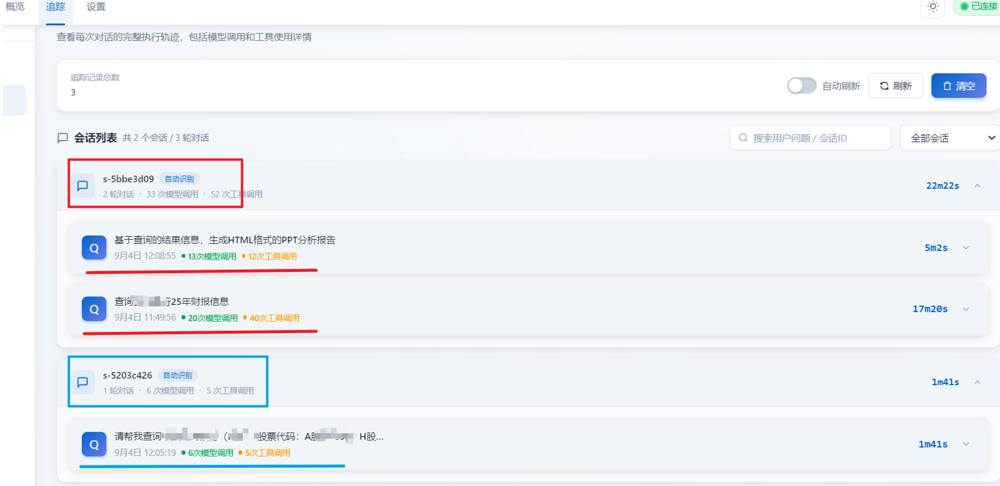 概览 追踪 设置 已连接
查看每次对话的完整执行轨迹，包括模型调用和工具使用详情
追踪记录总数
3
自动刷新 刷新 清空
会话列表 共 2 个会话 / 3 轮对话
搜索用户问题 / 会话ID 全部会话
s-5bbe3d09 自动识别
2 轮对话 • 33 次模型调用 • 52 次工具调用
22m22s
Q 基于查询的结果信息，生成HTML格式的PPT分析报告
9月4日 12:08:55 •13次模型调用 •12次工具调用
5m2s
Q 查询 行25年财报信息
9月4日 11:49:56 •20次模型调用 •40次工具调用
17m20s
s-5203c426 自动识别
1 轮对话 • 6 次模型调用 • 5 次工具调用
1m41s
Q 请帮我查询 （ 股票代码：A股 H股...
9月4日 12:05:19 •6次模型调用 •5次工具调用
1m41s